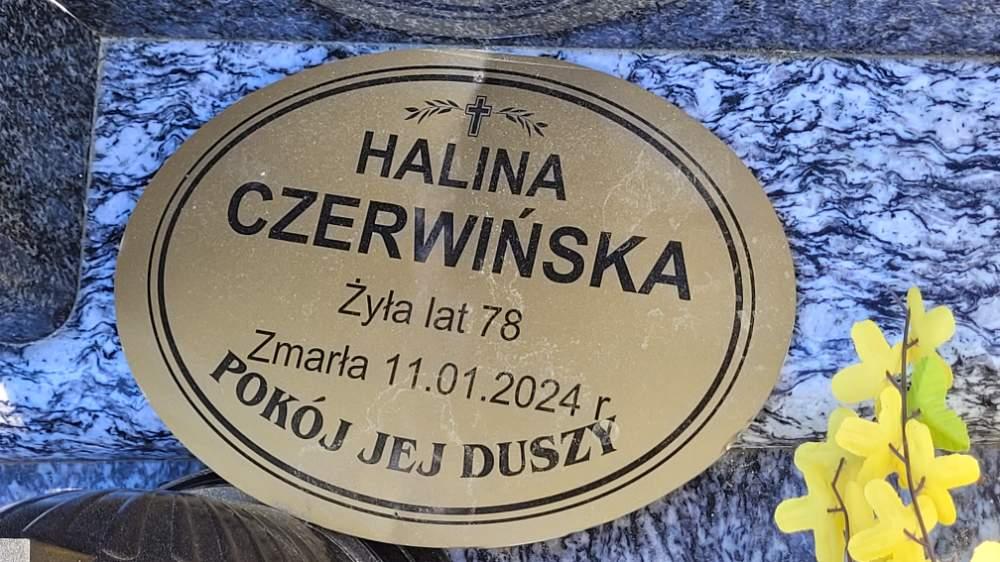 HALINA
CZERWIŃSKA
Żyła lat 78
Zmarła 11.01.2024 r.
POKÓJ JEJ DUSZY